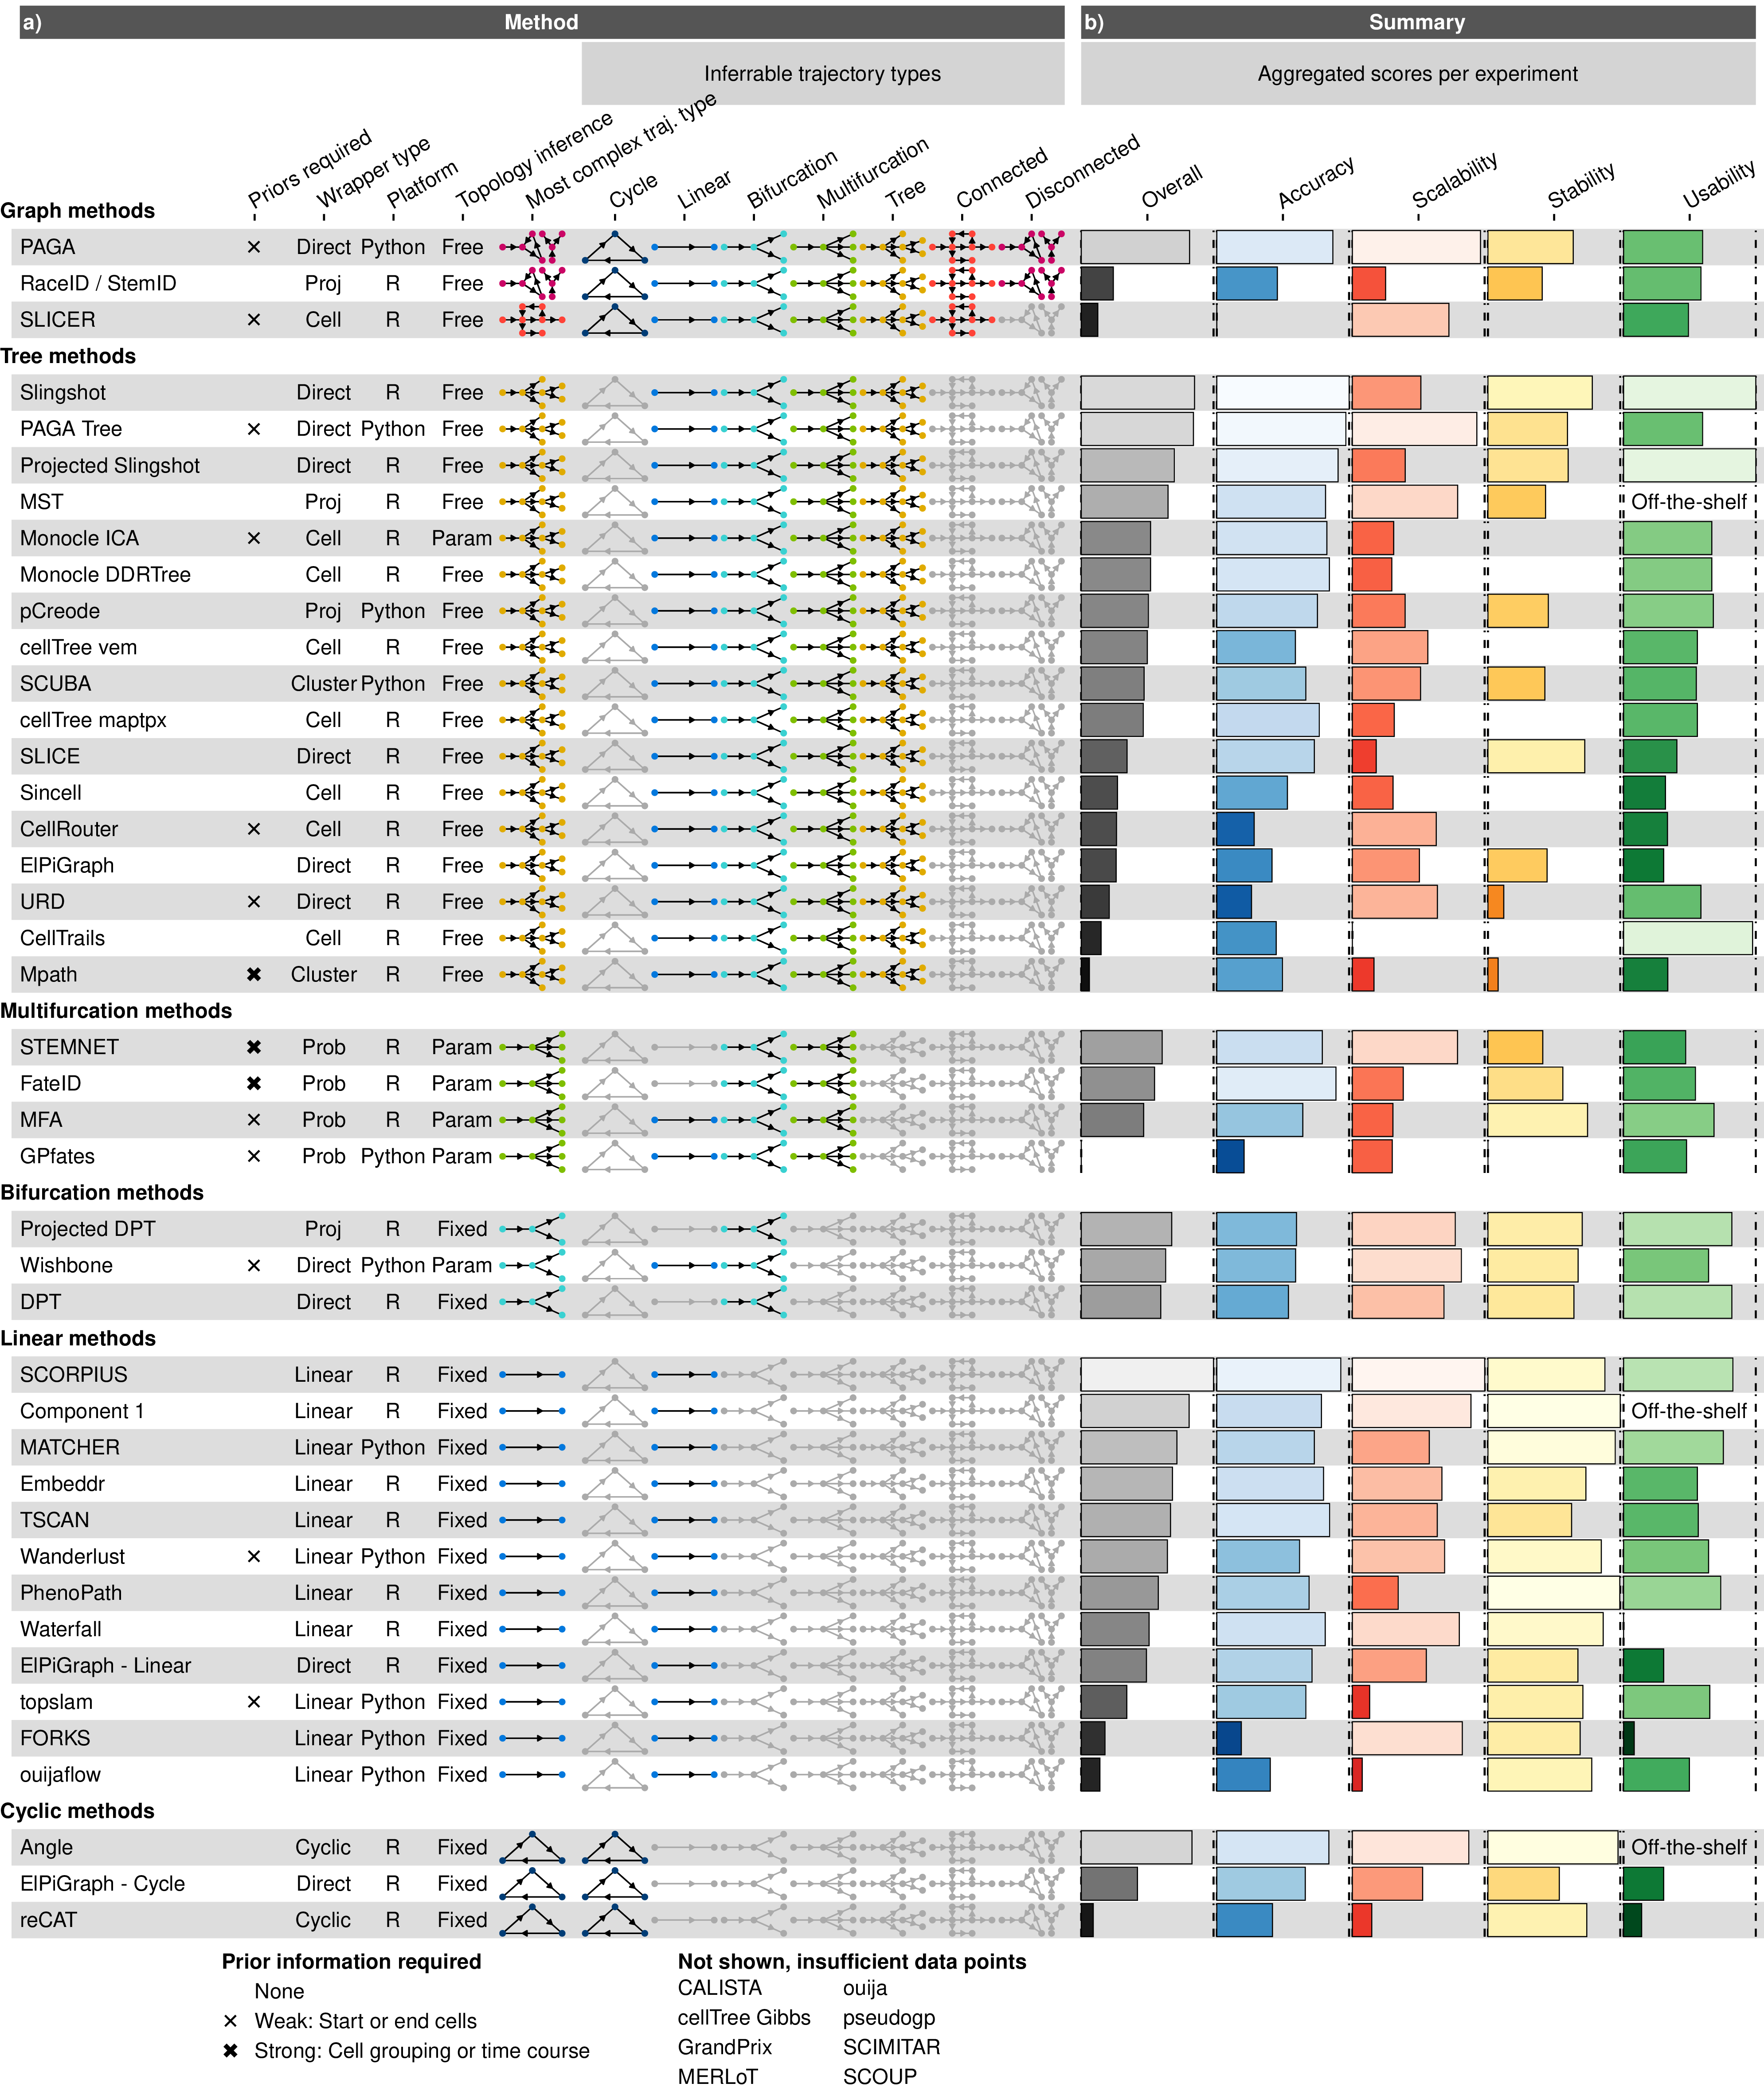 a) Method b) Summary
Inferrable trajectory types Aggregated scores per experiment
Priors required Wrapper type Platform Topology inference Most complex traj. type Cycle Linear Bifurcation Multifurcation Tree Connected Disconnected Overall Accuracy Scalability Stability Usability
Graph methods
PAGA ✕ Direct Python Free
RaceID / StemID Proj R Free
SLICER ✕ Cell R Free
Tree methods
Slingshot Direct R Free
PAGA Tree ✕ Direct Python Free
Projected Slingshot Direct R Free
MST Proj R Free Off-the-shelf
Monocle ICA ✕ Cell R Param
Monocle DDRTree Cell R Free
pCreode Proj Python Free
cellTree vem Cell R Free
SCUBA Cluster Python Free
cellTree maptpx Cell R Free
SLICE Direct R Free
Sincell Cell R Free
CellRouter ✕ Cell R Free
ElPiGraph Direct R Free
URD ✕ Direct R Free
CellTrails Cell R Free
Mpath ✖ Cluster R Free
Multifurcation methods
STEMNET ✖ Prob R Param
FateID ✖ Prob R Param
MFA ✕ Prob R Param
GPfates ✕ Prob Python Param
Bifurcation methods
Projected DPT Proj R Fixed
Wishbone ✕ Direct Python Param
DPT Direct R Fixed
Linear methods
SCORPIUS Linear R Fixed
Component 1 Linear R Fixed Off-the-shelf
MATCHER Linear Python Fixed
Embeddr Linear R Fixed
TSCAN Linear R Fixed
Wanderlust ✕ Linear Python Fixed
PhenoPath Linear R Fixed
Waterfall Linear R Fixed
ElPiGraph - Linear Direct R Fixed
topslam ✕ Linear Python Fixed
FORKS Linear Python Fixed
ouijaflow Linear Python Fixed
Cyclic methods
Angle Cyclic R Fixed Off-the-shelf
ElPiGraph - Cycle Direct R Fixed
reCAT Cyclic R Fixed
Prior information required
None
✕ Weak: Start or end cells
✖ Strong: Cell grouping or time course
Not shown, insufficient data points
CALISTA ouija
cellTree Gibbs pseudogp
GrandPrix SCIMITAR
MERLoT SCOUP